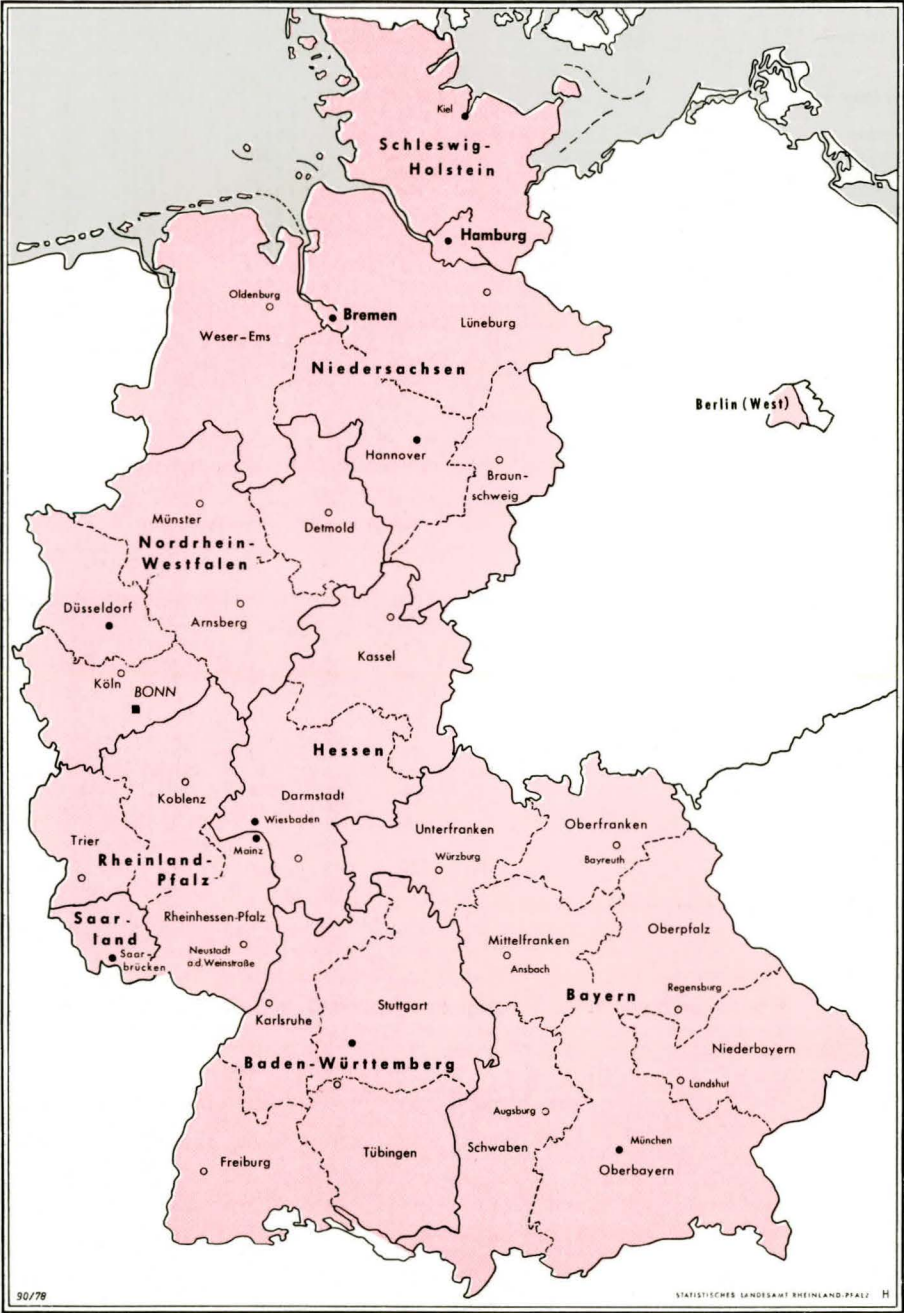 Kiel
Schleswig-
Holstein
Hamburg
Oldenburg
Bremen
Lüneburg
Weser-Ems
Niedersachsen
Berlin (West)
Hannover
Braun-
schweig
Münster
Detmold
Nordrhein-
Westfalen
Düsseldorf
Arnsberg
Kassel
Köln
BONN
Hessen
Koblenz
Darmstadt
Wiesbaden
Unterfranken
Oberfranken
Trier
Mainz
Würzburg
Bayreuth
Rheinland-
Pfalz
Saar-
land
Rheinhessen-Pfalz
Oberpfalz
Mittelfranken
Saar-
brücken
Neustadt
a.d.Weinstraße
Ansbach
Regensburg
Bayern
Karlsruhe
Stuttgart
Niederbayern
Baden-Württemberg
Landshut
Augsburg
Schwaben
München
Freiburg
Tübingen
Oberbayern
90/78
STATISTISCHES LANDESAMT RHEINLAND-PFALZ H